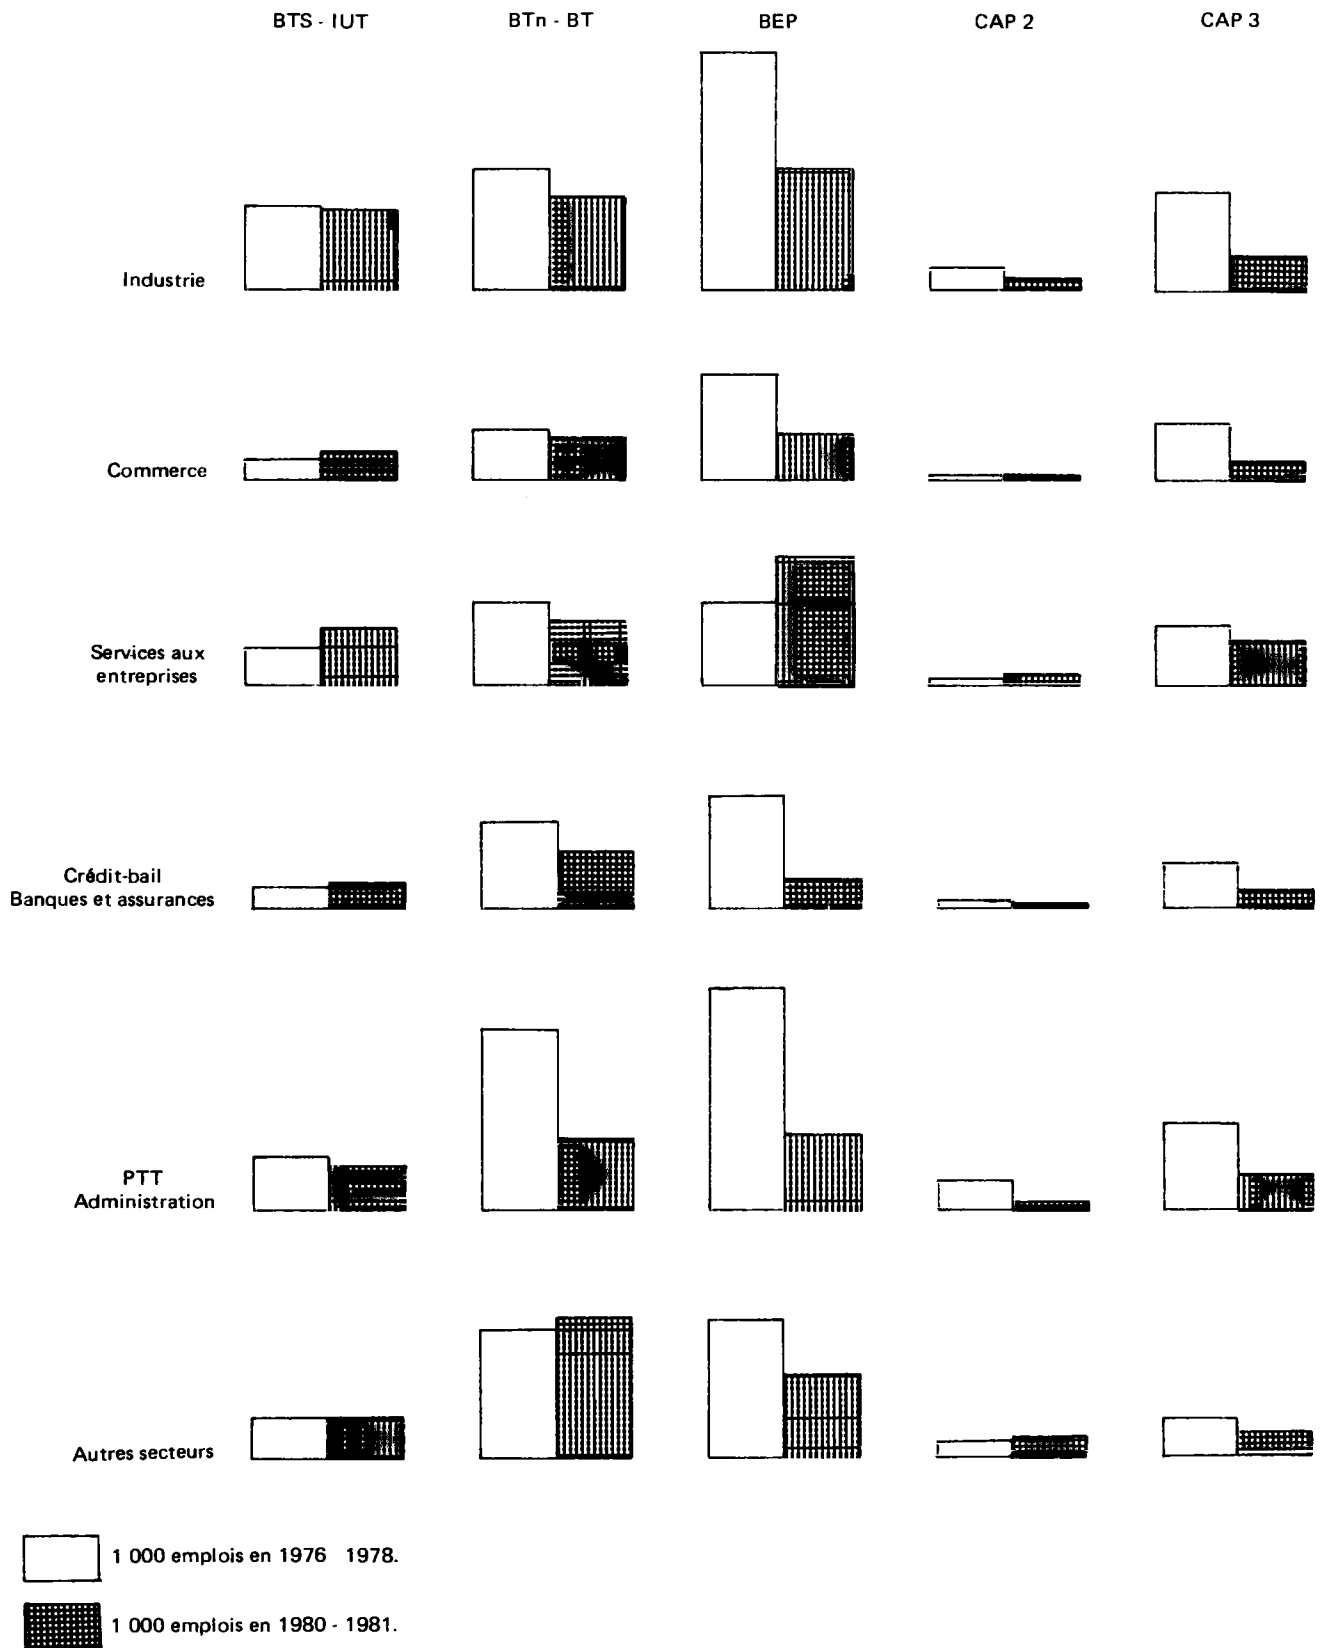 BTS - IUT BTn - BT BEP CAP 2 CAP 3
Industrie
Commerce
Services aux
entreprises
Crédit-bail
Banques et assurances
PTT
Administration
Autres secteurs
1 000 emplois en 1976 1978.
1 000 emplois en 1980 - 1981.